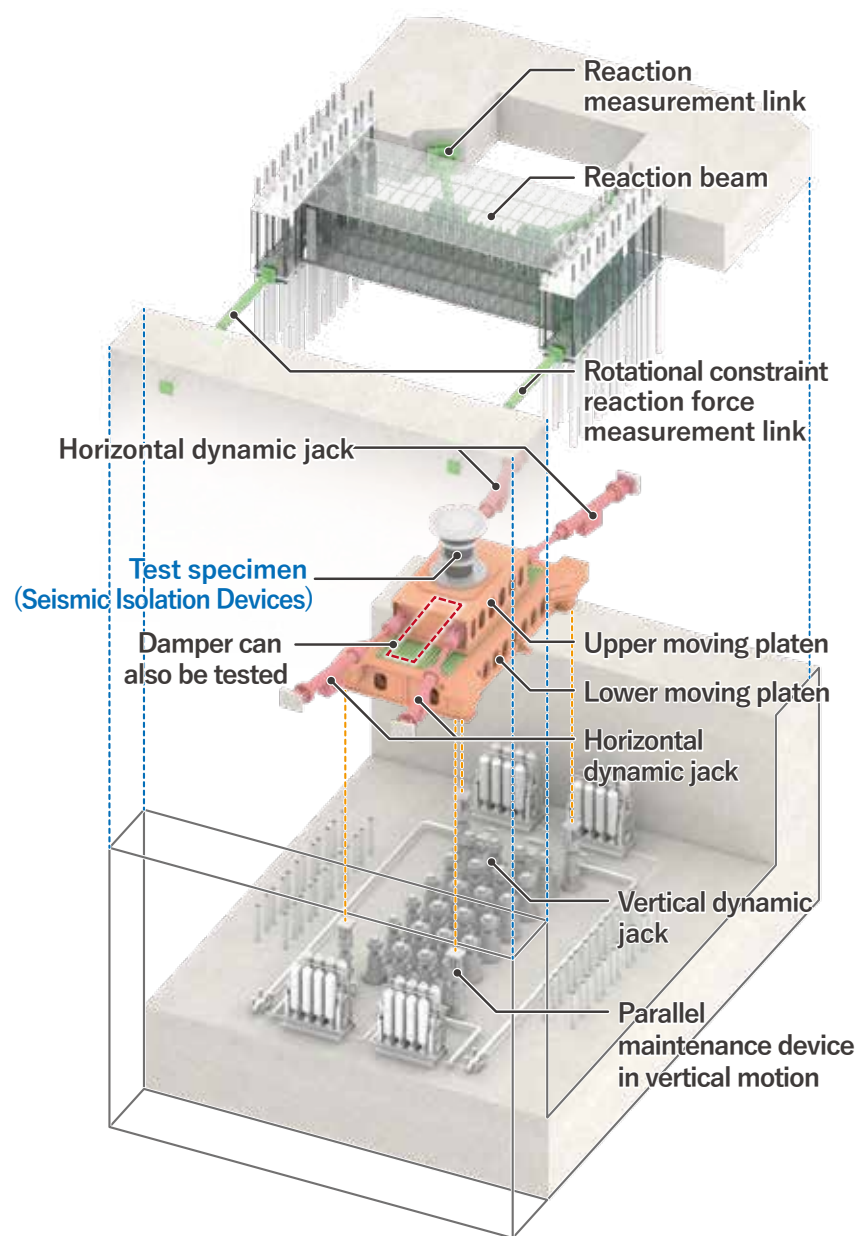 Reaction
measurement link
Reaction beam
Rotational constraint
reaction force
measurement link
Horizontal dynamic jack
Test specimen
(Seismic Isolation Devices)
Damper can
also be tested
Upper moving platen
Lower moving platen
Horizontal
dynamic jack
Vertical dynamic
jack
Parallel
maintenance device
in vertical motion